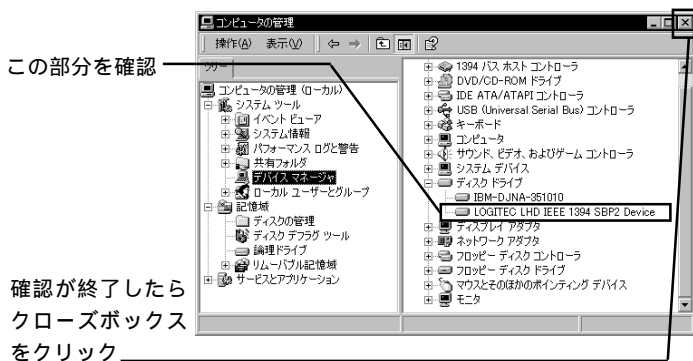 コンピュータの管理
操作(A) 表示(V)
この部分を確認
ツリー
コンピュータの管理 (ローカル)
システム ツール
イベント ビューア
システム情報
パフォーマンス ログと警告
共有フォルダ
デバイス マネージャ
ローカル ユーザーとグループ
記憶域
ディスクの管理
ディスク デフラグ ツール
論理ドライブ
リムーバブル記憶域
サービスとアプリケーション
1394 バス ホスト コントローラ
DVD/CD-ROM ドライブ
IDE ATA/ATAPI コントローラ
USB (Universal Serial Bus) コントローラ
キーボード
コンピュータ
サウンド、ビデオ、およびゲーム コントローラ
システム デバイス
ディスク ドライブ
IBM-DJNA-351010
LOGITEC LHD IEEE 1394 SBP2 Device
ディスプレイ アダプタ
ネットワーク アダプタ
フロッピー ディスク コントローラ
フロッピー ディスク ドライブ
マウスとそのほかのポインティング デバイス
モニタ
確認が終了したら
クローズボックス
をクリック